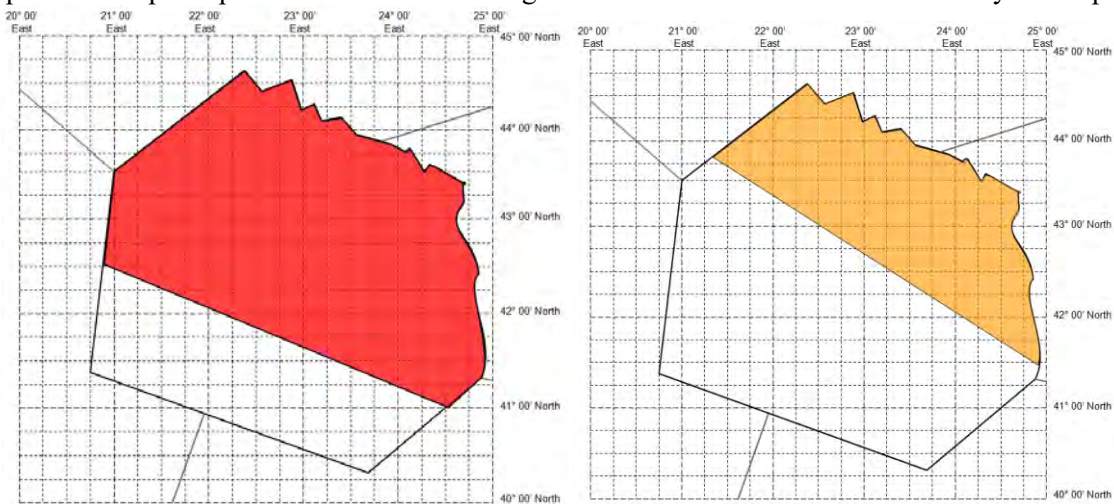 20° 00' East
21° 00' East
22° 00' East
23° 00' East
24° 00' East
25° 00' East
45° 00' North
44° 00' North
43° 00' North
42° 00' North
41° 00' North
40° 00' North
20° 00' East
21° 00' East
22° 00' East
23° 00' East
24° 00' East
25° 00' East
45° 00' North
44° 00' North
43° 00' North
42° 00' North
41° 00' North
40° 00' North